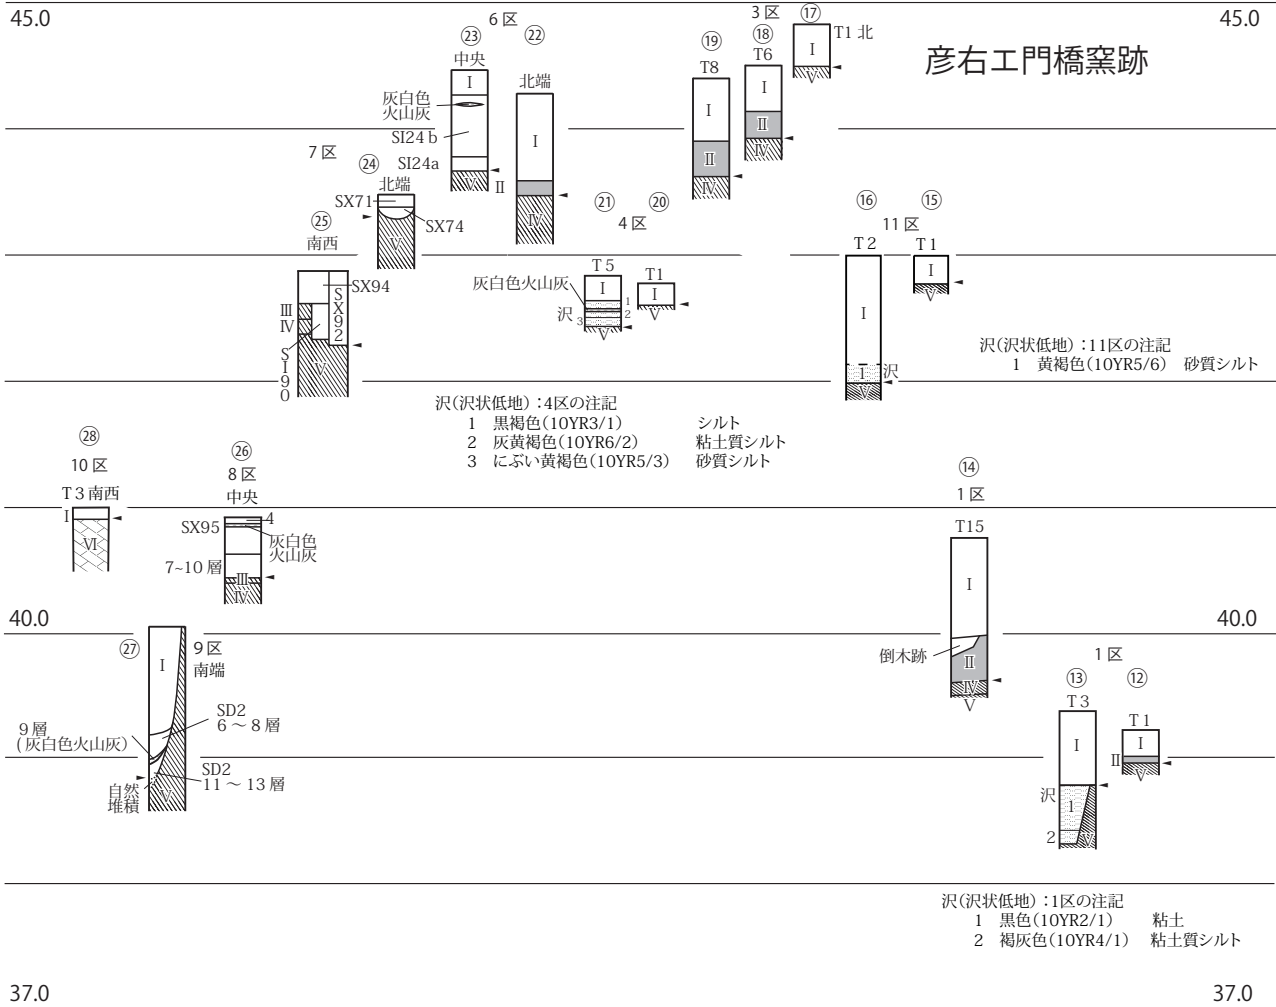 45.0
45.0
彦右エ門橋窯跡
6区
㉓
中央
I
灰白色
火山灰
SI24b
SI24a
V
㉒
北端
I
II
IV
3区
⑲
T8
I
II
IV
⑱
T6
I
II
IV
⑰
T1北
I
V
7区
㉔
北端
SX71
SX74
V
㉕
南西
SX94
SX92
III
IV
SI90
V
4区
㉑
T5
灰白色火山灰
I
沢
1
2
3
V
⑳
T1
I
V
11区
⑯
T2
I
1
沢
V
⑮
T1
I
V
沢(沢状低地):11区の注記
1 黄褐色(10YR5/6) 砂質シルト
沢(沢状低地):4区の注記
1 黒褐色(10YR3/1) シルト
2 灰黄褐色(10YR6/2) 粘土質シルト
3 にぶい黄褐色(10YR5/3) 砂質シルト
㉘
10区
T3南西
I
VI
㉖
8区
中央
4
SX95
灰白色
火山灰
7~10層
III
IV
⑭
1区
T15
I
倒木跡
II
IV
V
40.0
40.0
㉗
9区
南端
I
SD2
6～8層
9層
(灰白色火山灰)
SD2
11～13層
自然
堆積
V
1区
⑬
T3
I
沢
1
2
V
⑫
T1
I
II
V
沢(沢状低地):1区の注記
1 黒色(10YR2/1) 粘土
2 褐灰色(10YR4/1) 粘土質シルト
37.0
37.0